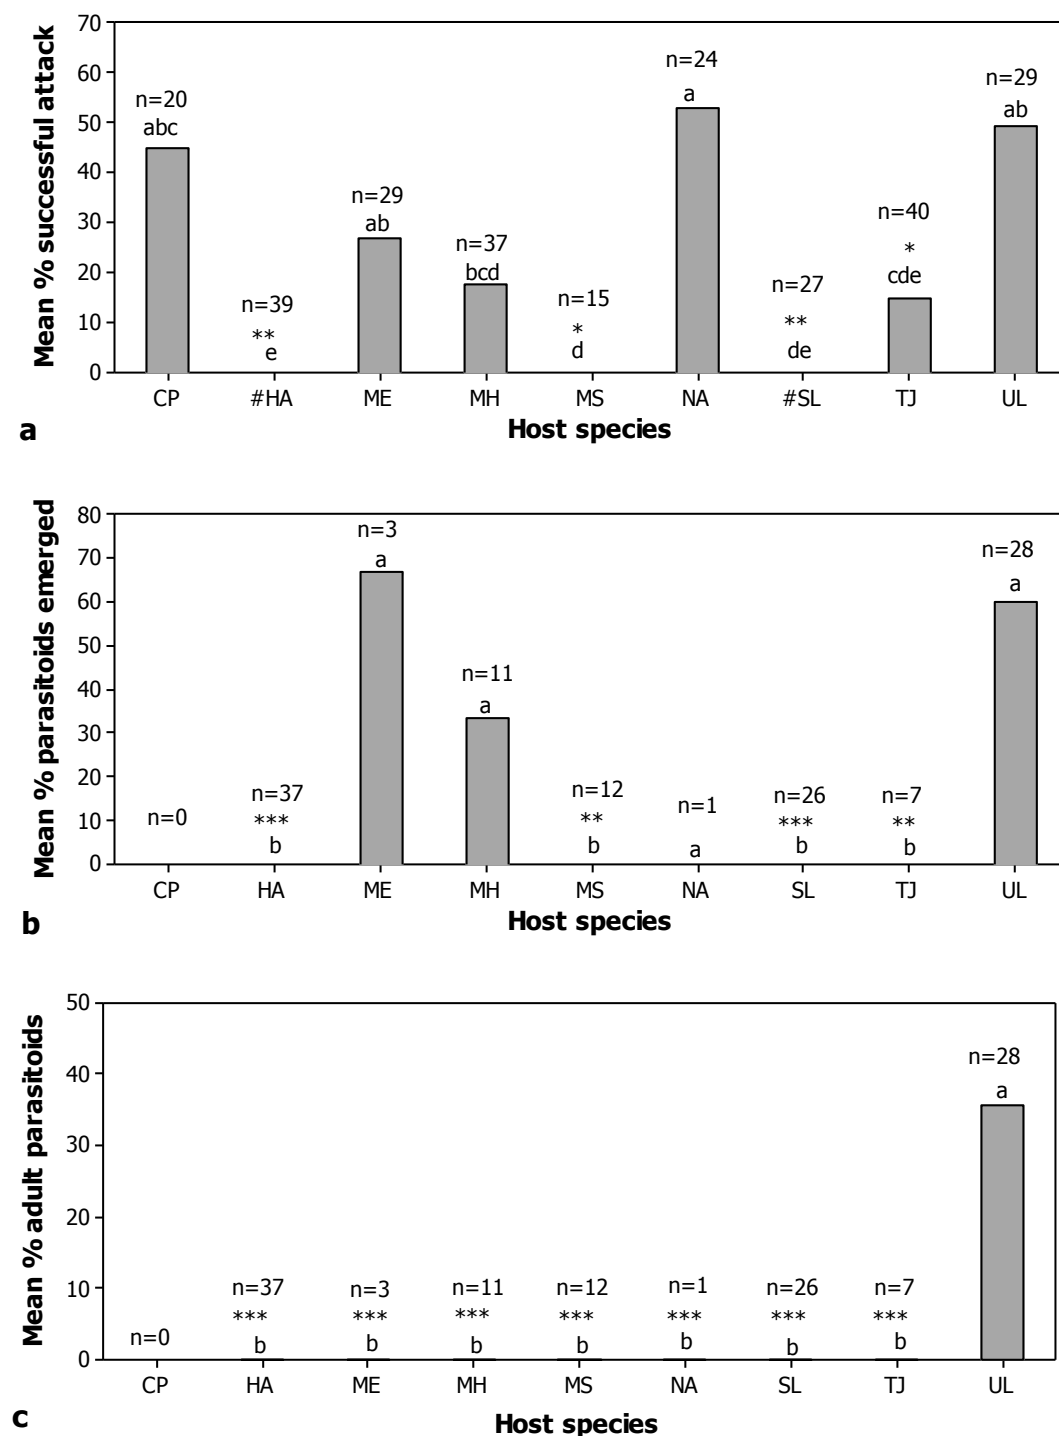 Mean % successful attack
70
60
50
40
30
20
10
0
n=20
abc
n=39
**
e
n=29
ab
n=37
bcd
n=15
*
d
n=24
a
n=27
**
de
n=40
*
cde
n=29
ab
CP #HA ME MH MS NA #SL TJ UL
Host species
a
Mean % parasitoids emerged
80
70
60
50
40
30
20
10
0
n=0
n=37
***
b
n=3
a
n=11
a
n=12
**
b
n=1
a
n=26
***
b
n=7
**
b
n=28
a
CP HA ME MH MS NA SL TJ UL
Host species
b
Mean % adult parasitoids
50
40
30
20
10
0
n=0
n=37
***
b
n=3
***
b
n=11
***
b
n=12
***
b
n=1
***
b
n=26
***
b
n=7
***
b
n=28
a
CP HA ME MH MS NA SL TJ UL
Host species
c